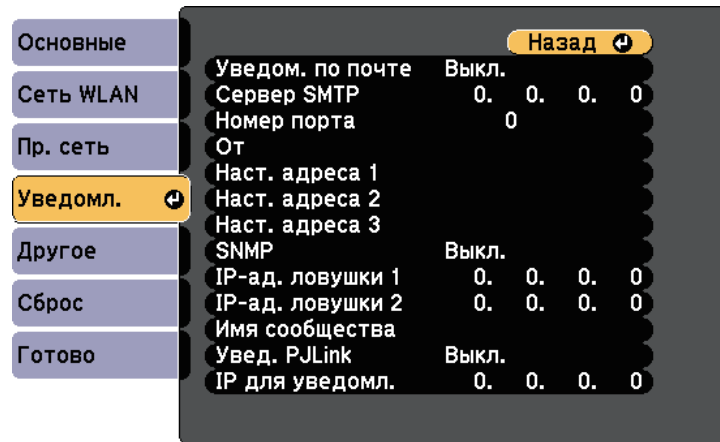 Основные
Сеть WLAN
Пр. сеть
Уведомл.
Другое
Сброс
Готово
Назад
Уведом. по почте Выкл.
Сервер SMTP 0. 0. 0. 0
Номер порта 0
От
Наст. адреса 1
Наст. адреса 2
Наст. адреса 3
SNMP Выкл.
IP-ад. ловушки 1 0. 0. 0. 0
IP-ад. ловушки 2 0. 0. 0. 0
Имя сообщества
Увед. PJLink Выкл.
IP для уведомл. 0. 0. 0. 0